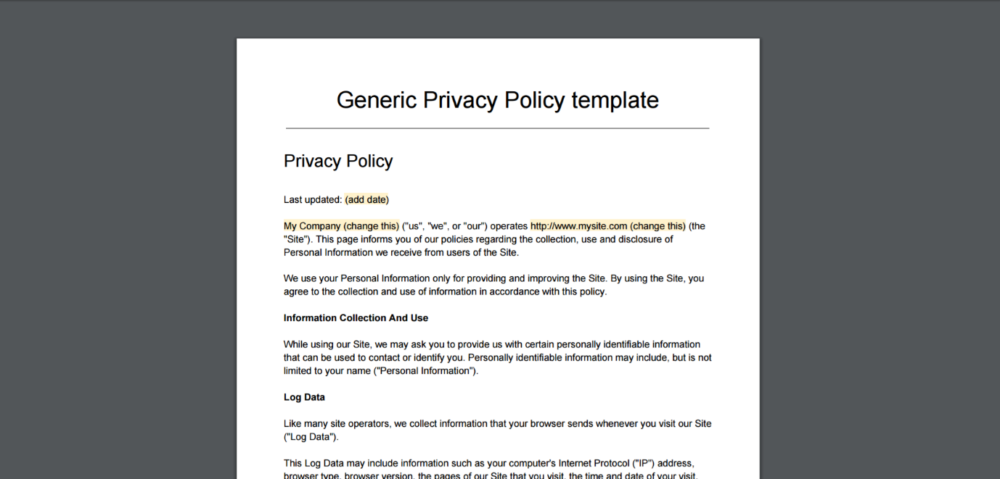 Generic Privacy Policy template
Privacy Policy
Last updated: (add date)
My Company (change this) ("us", "we", or "our") operates http://www.mysite.com (change this) (the
"Site"). This page informs you of our policies regarding the collection, use and disclosure of
Personal Information we receive from users of the Site.
We use your Personal Information only for providing and improving the Site. By using the Site, you
agree to the collection and use of information in accordance with this policy.
Information Collection And Use
While using our Site, we may ask you to provide us with certain personally identifiable information
that can be used to contact or identify you. Personally identifiable information may include, but is not
limited to your name ("Personal Information").
Log Data
Like many site operators, we collect information that your browser sends whenever you visit our Site
("Log Data").
This Log Data may include information such as your computer's Internet Protocol ("IP") address,
browser type, browser version, the pages of our Site that you visit, the time and date of your visit,